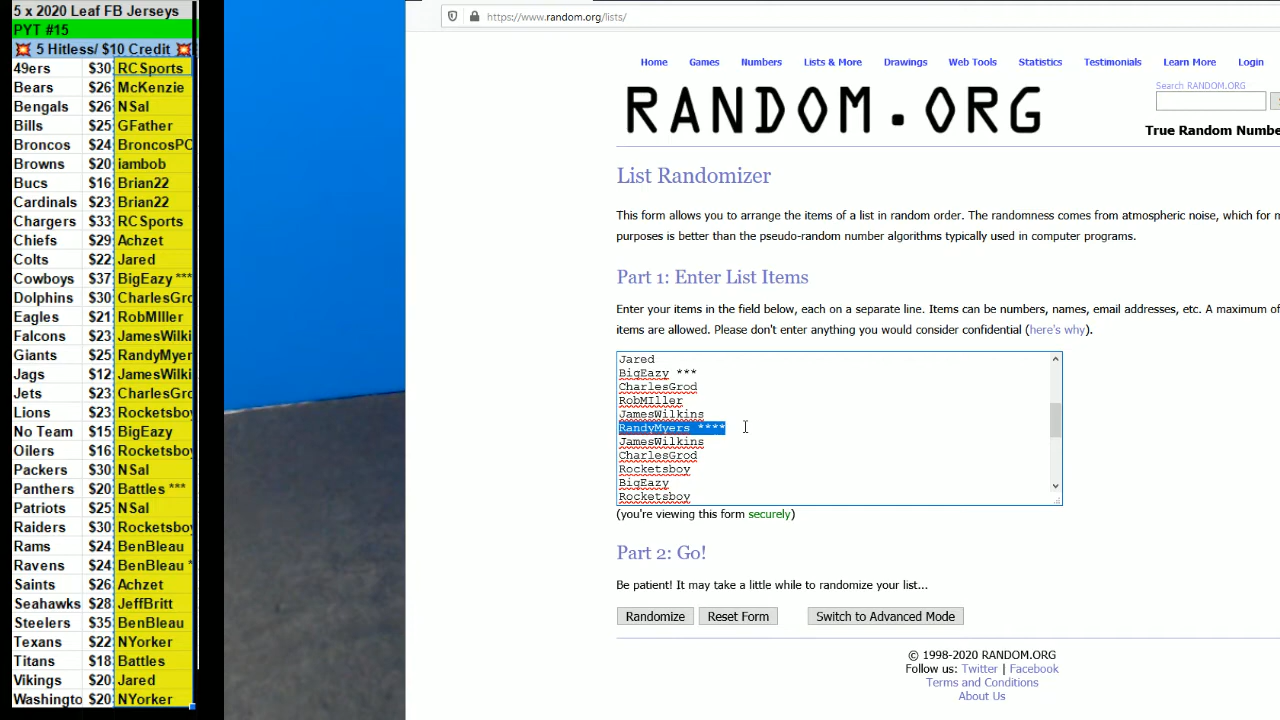 5 x 2020 Leaf FB Jerseys
PYT #15
💥 5 Hitless/ $10 Credit 💥
49ers $30 RCSports
Bears $26 McKenzie
Bengals $26 NSal
Bills $25 GFather
Broncos $24 BroncosPC
Browns $20 iambob
Bucs $16 Brian22
Cardinals $23 Brian22
Chargers $33 RCSports
Chiefs $29 Achzet
Colts $22 Jared
Cowboys $37 BigEazy ***
Dolphins $30 CharlesGrod
Eagles $21 RobMIller
Falcons $23 JamesWilki
Giants $25 RandyMyer
Jags $12 JamesWilki
Jets $23 CharlesGrod
Lions $23 Rocketsboy
No Team $15 BigEazy
Oilers $16 Rocketsboy
Packers $30 NSal
Panthers $20 Battles ***
Patriots $25 NSal
Raiders $30 Rocketsboy
Rams $24 BenBleau
Ravens $24 BenBleau *
Saints $26 Achzet
Seahawks $28 JeffBritt
Steelers $35 BenBleau
Texans $22 NYorker
Titans $18 Battles
Vikings $20 Jared
Washingto $20 NYorker
https://www.random.org/lists/
Home Games Numbers Lists & More Drawings Web Tools Statistics Testimonials Learn More Login
Search RANDOM.ORG
RANDOM.ORG
True Random Numbe
List Randomizer
This form allows you to arrange the items of a list in random order. The randomness comes from atmospheric noise, which for m
purposes is better than the pseudo-random number algorithms typically used in computer programs.
Part 1: Enter List Items
Enter your items in the field below, each on a separate line. Items can be numbers, names, email addresses, etc. A maximum of
items are allowed. Please don't enter anything you would consider confidential (here's why).
Jared
BigEazy ***
CharlesGrod
RobMIller
JamesWilkins
RandyMyers ****
JamesWilkins
CharlesGrod
Rocketsboy
BigEazy
Rocketsboy
(you're viewing this form securely)
Part 2: Go!
Be patient! It may take a little while to randomize your list...
Randomize Reset Form Switch to Advanced Mode
© 1998-2020 RANDOM.ORG
Follow us: Twitter | Facebook
Terms and Conditions
About Us